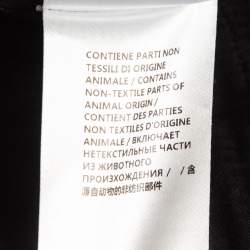 CONTIENE PARTI NON
TESSILI DI ORIGINE
ANIMALE / CONTAINS
NON-TEXTILE PARTS OF
ANIMAL ORIGIN /
CONTIENT DES PARTIES
NON TEXTILES D'ORIGINE
ANIMALE / ВКЛЮЧАЕТ
НЕТЕКСТИЛЬНЫЕ ЧАСТИ
ИЗ ЖИВОТНОГО
ПРОИЗХОЖДЕНИЯ / / 含
源自动物的非纺织部件